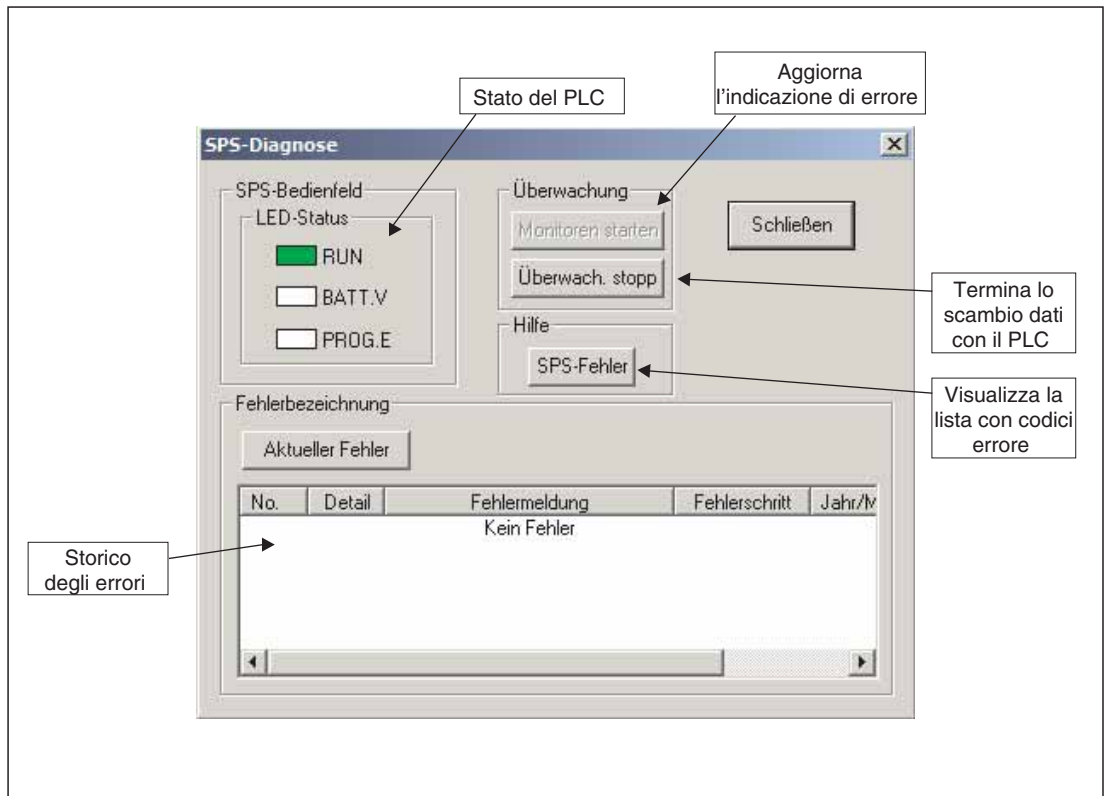 Aggiorna
l'indicazione di errore
Stato del PLC
SPS-Diagnose
SPS-Bedienfeld
LED-Status
RUN
BATT.V
PROG.E
Überwachung
Monitoren starten
Überwach. stopp
Schließen
Hilfe
SPS-Fehler
Termina lo
scambio dati
con il PLC
Visualizza la
lista con codici
errore
Fehlerbezeichnung
Aktueller Fehler
No. Detail Fehlermeldung Fehlerschritt Jahr/M
Kein Fehler
Storico
degli errori